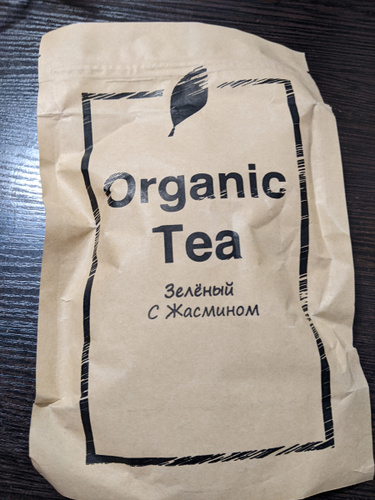 Organic
Tea
Зелёный
С Жасмином